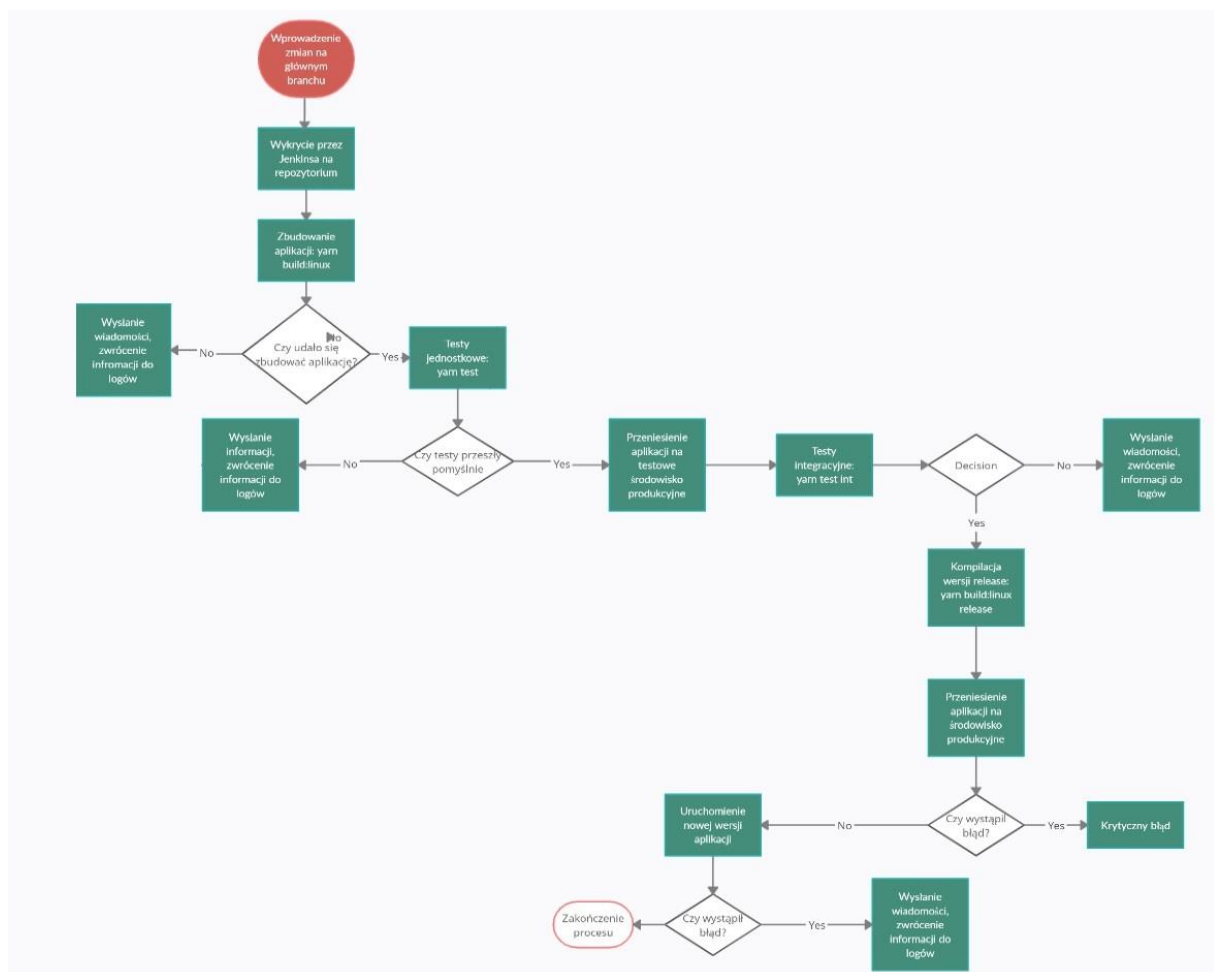 Wprowadzenie
zmian na
głównym
branchu
Wykrycie przez
Jenkinsa na
repozytorium
Zbudowanie
aplikacji: yarn
build:linux
Wysłanie
wiadomości,
zwrócenie
infromacji do
logów
No
No
Czy udało się
zbudować aplikację?
Yes
Testy
jednostkowe:
yarn test
Wysłanie
informacji,
zwrócenie
informacji do
logów
No
Czy testy przeszły
pomyślnie
Yes
Przeniesienie
aplikacji na
testowe
środowisko
produkcyjne
Testy
integracyjne:
yarn test int
Decision
No
Wysłanie
wiadomości,
zwrócenie
informacji do
logów
Yes
Kompilacja
wersji release:
yarn build:linux
release
Przeniesienie
aplikacji na
środowisko
produkcyjne
Uruchomienie
nowej wersji
aplikacji
No
Czy wystąpił
błąd?
Yes
Krytyczny błąd
Zakończenie
procesu
Czy wystąpił
błąd?
Yes
Wysłanie
wiadomości,
zwrócenie
informacji do
logów